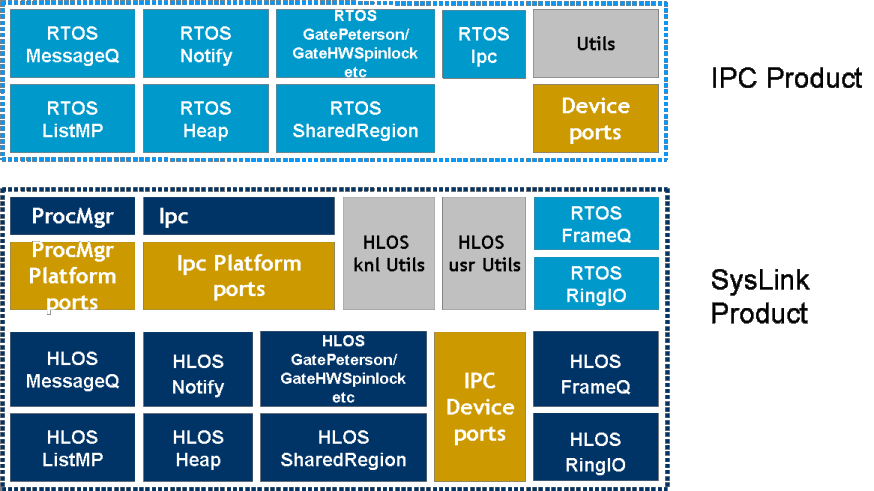 RTOS
MessageQ
RTOS
Notify
RTOS
GatePeterson/
GateHWSpinlock
etc
RTOS
Ipc
Utils
IPC Product
RTOS
ListMP
RTOS
Heap
RTOS
SharedRegion
Device
ports
ProcMgr
Ipc
HLOS
knl Utils
HLOS
usr Utils
RTOS
FrameQ
ProcMgr
Platform
ports
Ipc Platform
ports
RTOS
RingIO
SysLink
Product
HLOS
MessageQ
HLOS
Notify
HLOS
GatePeterson/
GateHWSpinlock
etc
IPC
Device
ports
HLOS
FrameQ
HLOS
ListMP
HLOS
Heap
HLOS
SharedRegion
HLOS
RingIO